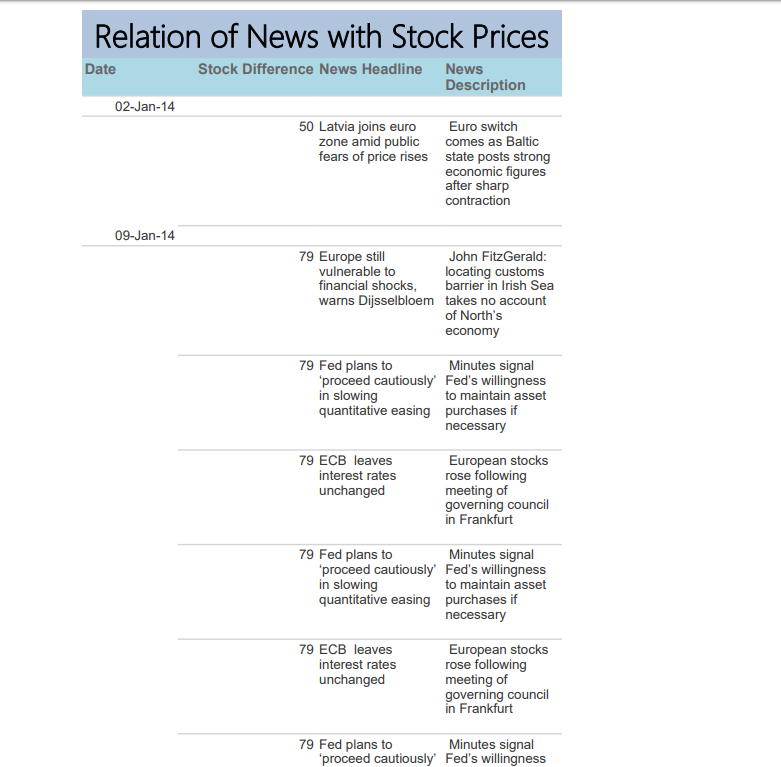 Relation of News with Stock Prices
Date Stock Difference News Headline News
Description
02-Jan-14
50 Latvia joins euro Euro switch
zone amid public comes as Baltic
fears of price rises state posts strong
economic figures
after sharp
contraction
09-Jan-14
79 Europe still John FitzGerald:
vulnerable to locating customs
financial shocks, barrier in Irish Sea
warns Dijsselbloem takes no account
of North's
economy
79 Fed plans to Minutes signal
‘proceed cautiously’ Fed’s willingness
in slowing to maintain asset
quantitative easing purchases if
necessary
79 ECB leaves European stocks
interest rates rose following
unchanged meeting of
governing council
in Frankfurt
79 Fed plans to Minutes signal
‘proceed cautiously’ Fed’s willingness
in slowing to maintain asset
quantitative easing purchases if
necessary
79 ECB leaves European stocks
interest rates rose following
unchanged meeting of
governing council
in Frankfurt
79 Fed plans to Minutes signal
‘proceed cautiously’ Fed’s willingness